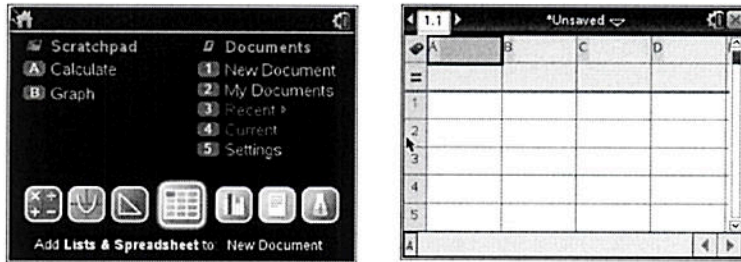 Scratchpad
A Calculate
B Graph
Documents
1 New Document
2 My Documents
3 Recent ▸
4 Current
5 Settings
Add Lists & Spreadsheet to: New Document
1.1 *Unsaved
A B C D
=
1
2
3
4
5
A